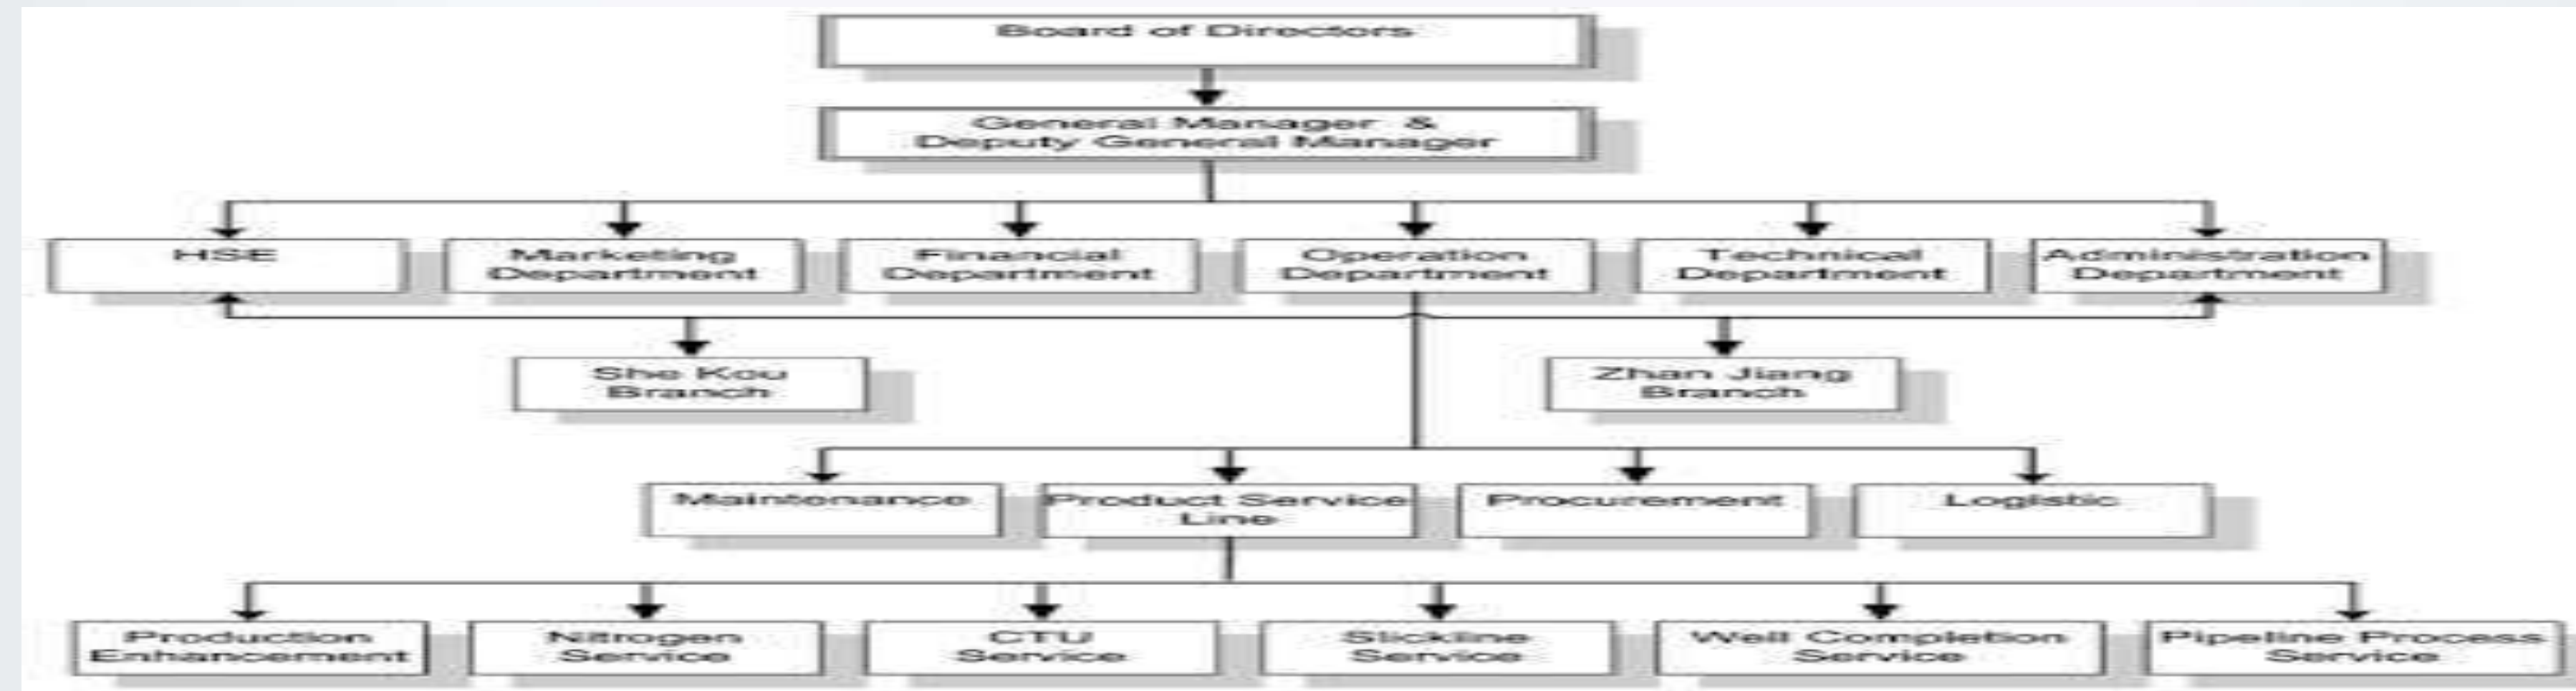 Board of Directors
General Manager &
Deputy General Manager
HSE
Marketing
Department
Financial
Department
Operation
Department
Technical
Department
Administration
Department
She Kou
Branch
Zhan Jiang
Branch
Maintenance
Product Service
Line
Procurement
Logistic
Production
Enhancement
Nitrogen
Service
CTU
Service
Slickline
Service
Well Completion
Service
Pipeline Process
Service